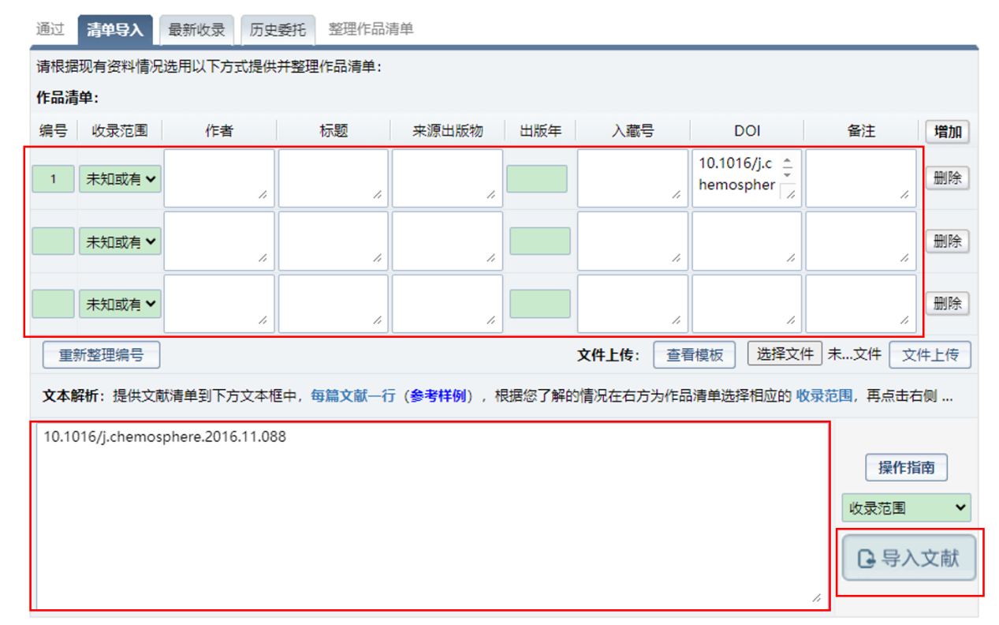 通过 清单导入 最新收录 历史委托 整理作品清单
请根据现有资料情况选用以下方式提供并整理作品清单：
作品清单：
编号 收录范围 作者 标题 来源出版物 出版年 入藏号 DOI 备注 增加
1 未知或有 10.1016/j.c
hemospher 删除
未知或有 删除
未知或有 删除
重新整理编号 文件上传： 查看模板 选择文件 未...文件 文件上传
文本解析：提供文献清单到下方文本框中，每篇文献一行（参考样例），根据您了解的情况在右方为作品清单选择相应的 收录范围，再点击右侧 ...
10.1016/j.chemosphere.2016.11.088
操作指南
收录范围
导入文献